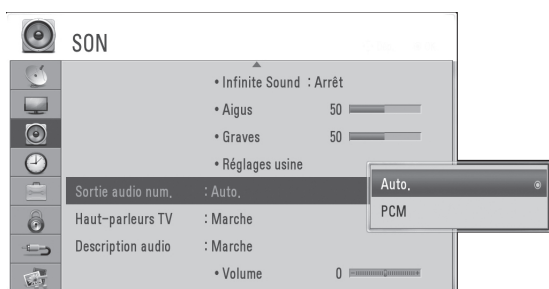 SON
• Infinite Sound : Arrêt
• Aigus 50
• Graves 50
• Réglages usine
Sortie audio num. : Auto.
Auto.
PCM
Haut-parleurs TV : Marche
Description audio : Marche
• Volume 0